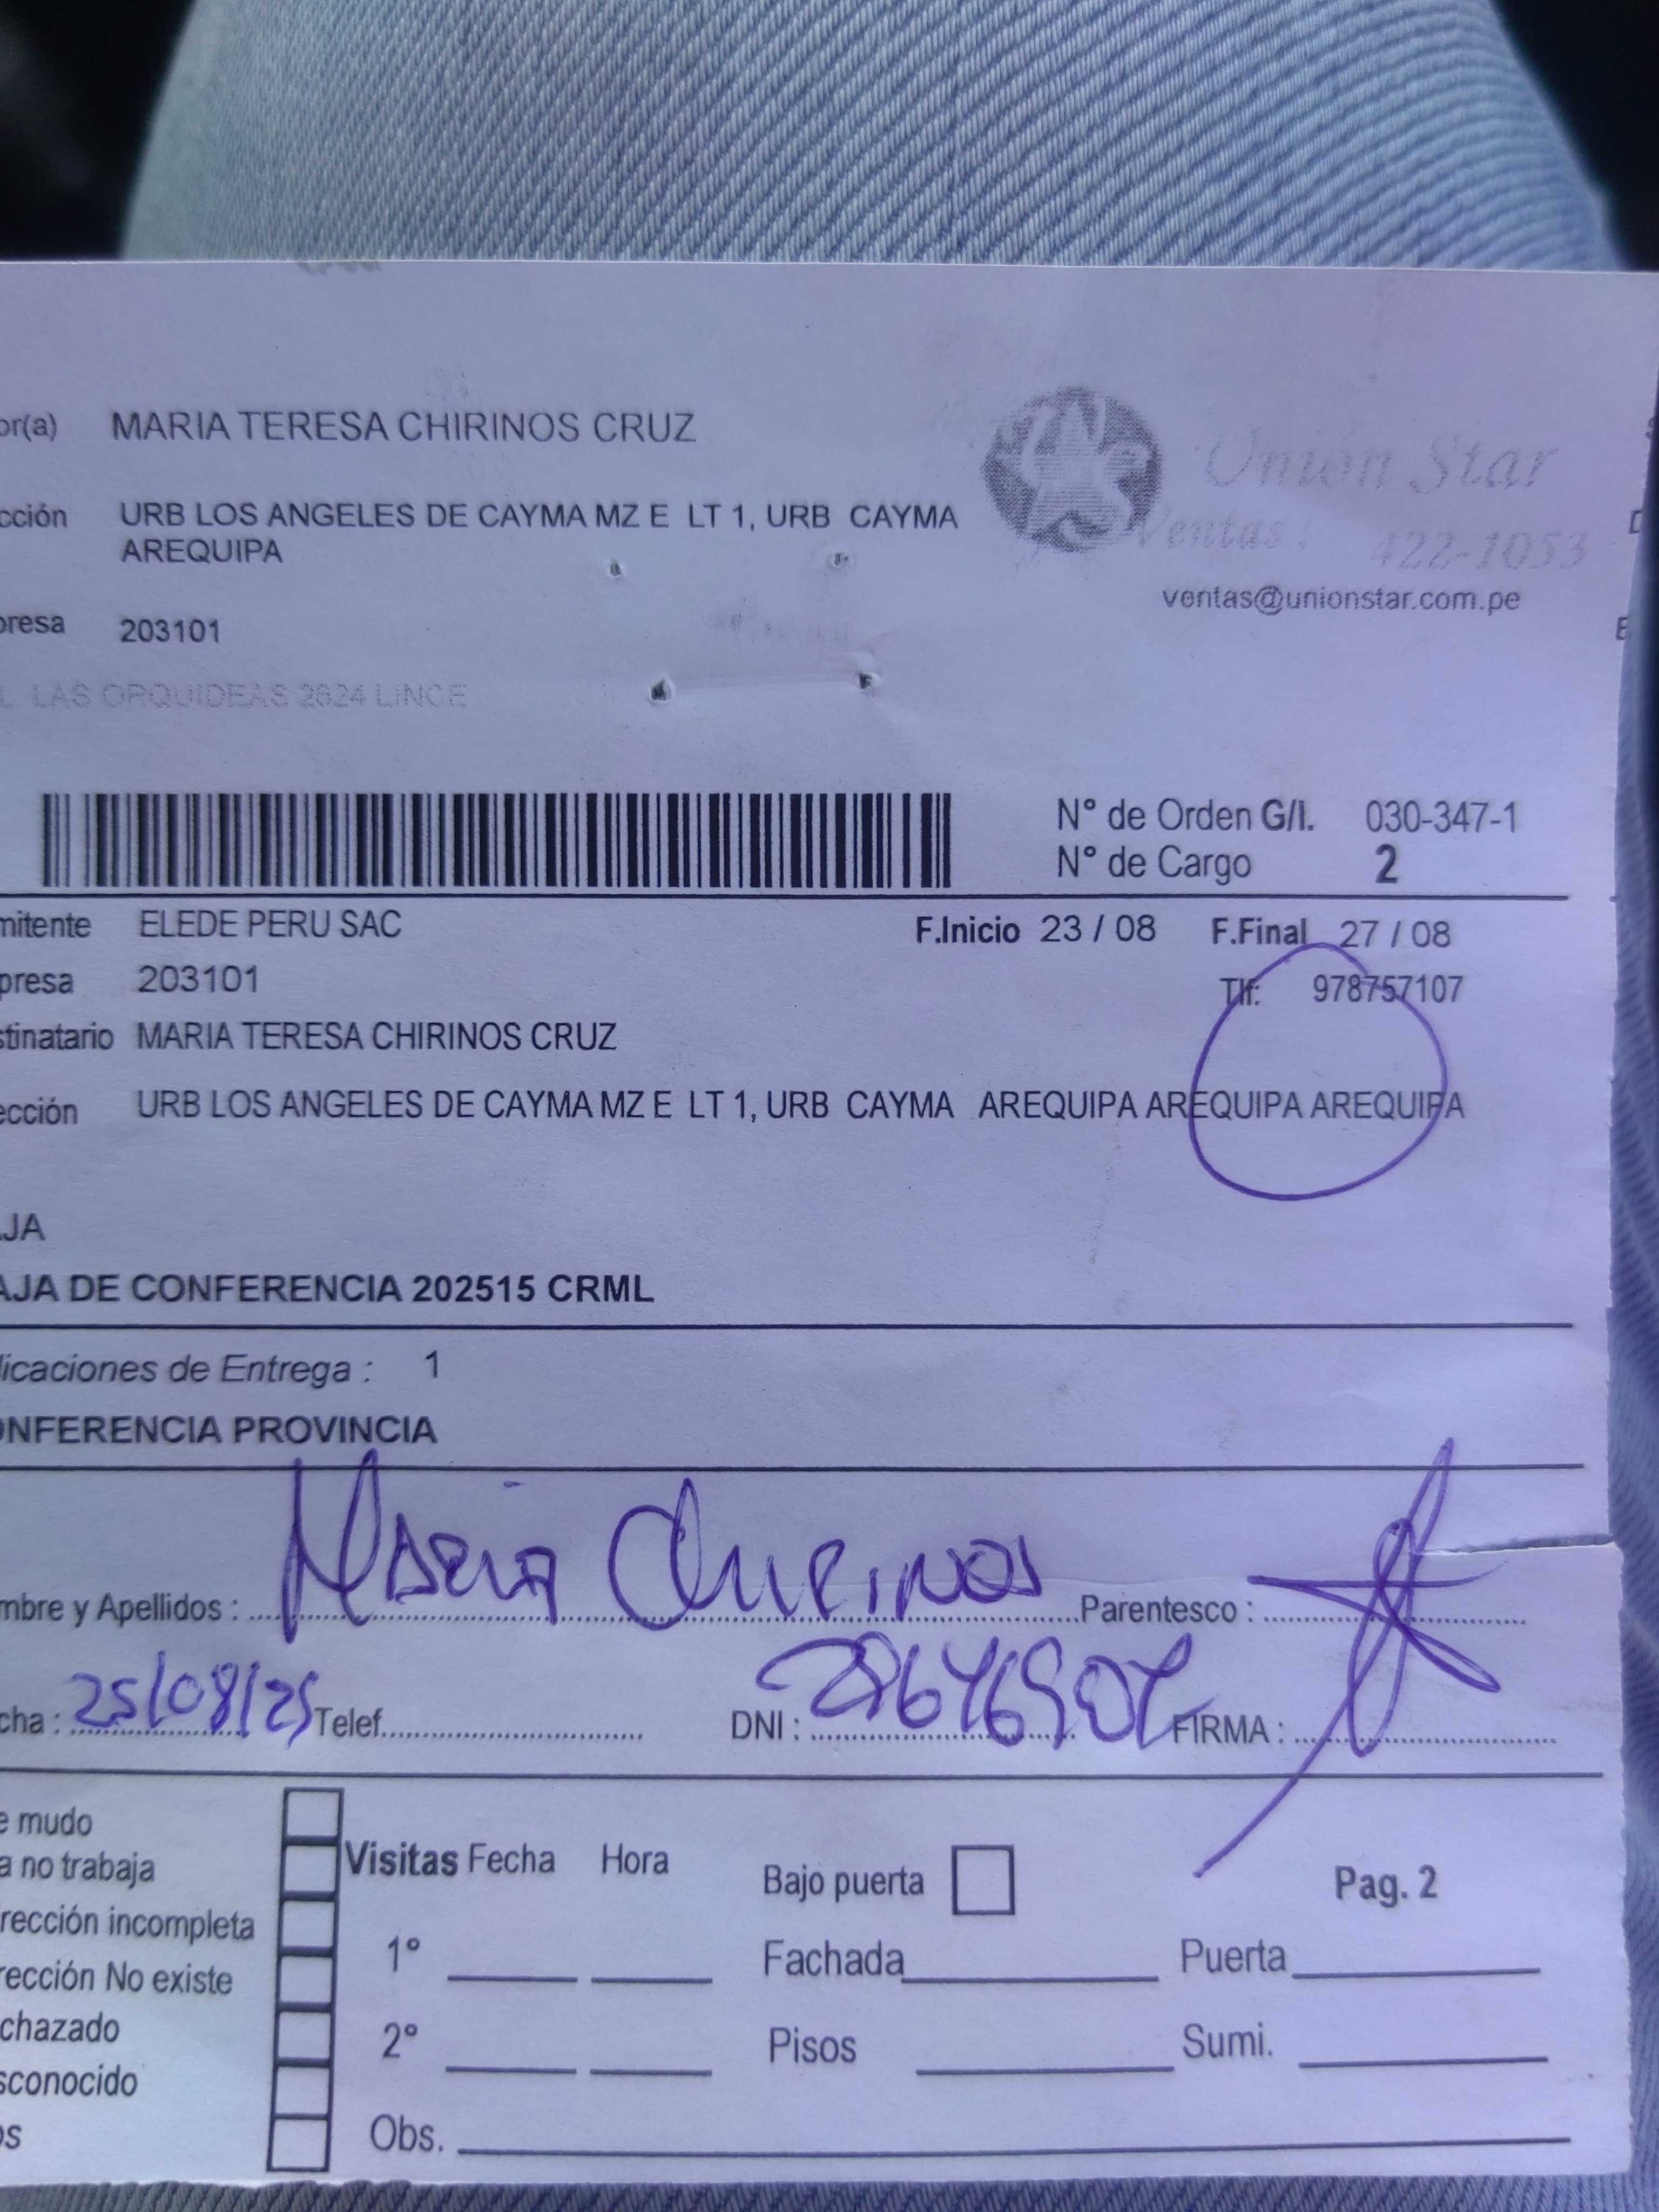 or(a) MARIA TERESA CHIRINOS CRUZ
Unión Star
cción URB LOS ANGELES DE CAYMA MZ E LT 1, URB CAYMA
AREQUIPA
Ventas: 422-1053
ventas@unionstar.com.pe
presa 203101
L LAS ORQUIDEAS 2624 LINCE
N° de Orden G/I. 030-347-1
N° de Cargo 2
mitente ELEDE PERU SAC F.Inicio 23 / 08 F.Final 27 / 08
presa 203101 Tlf: 978757107
stinatario MARIA TERESA CHIRINOS CRUZ
ección URB LOS ANGELES DE CAYMA MZ E LT 1, URB CAYMA AREQUIPA AREQUIPA AREQUIPA
AJA
AJA DE CONFERENCIA 202515 CRML
dicaciones de Entrega : 1
ONFERENCIA PROVINCIA
mbre y Apellidos : Maria Chirinos Parentesco :
cha : 25/08/25 Telef. DNI : FIRMA :
e mudo
a no trabaja Visitas Fecha Hora Bajo puerta Pag. 2
rección incompleta
rección No existe 1° Fachada Puerta
chazado
sconocido 2° Pisos Sumi.
os Obs.